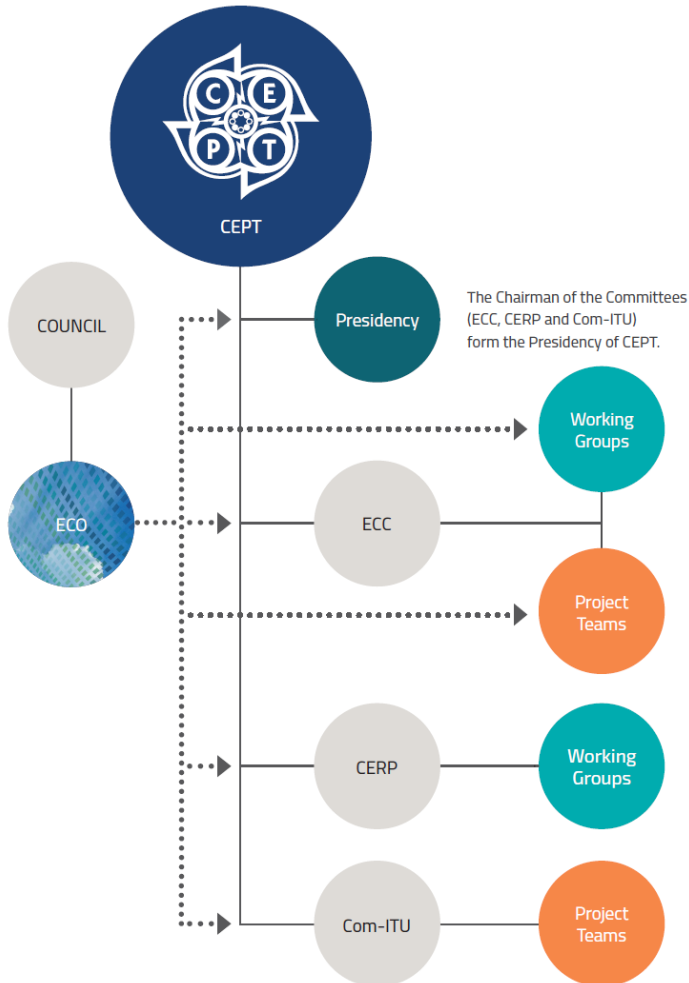 C E
P T
CEPT
COUNCIL
Presidency
The Chairman of the Committees
(ECC, CERP and Com-ITU)
form the Presidency of CEPT.
Working
Groups
ECO
ECC
Project
Teams
CERP
Working
Groups
Com-ITU
Project
Teams